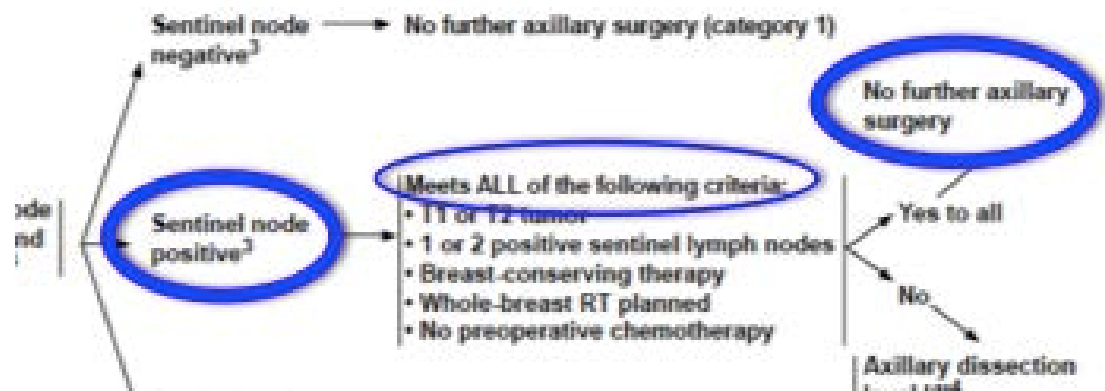 Sentinel node
negative3
No further axillary surgery (category 1)
No further axillary
surgery
Sentinel node
positive3
Meets ALL of the following criteria:
• T1 or T2 tumor
• 1 or 2 positive sentinel lymph nodes
• Breast-conserving therapy
• Whole-breast RT planned
• No preoperative chemotherapy
Yes to all
No
Axillary dissection